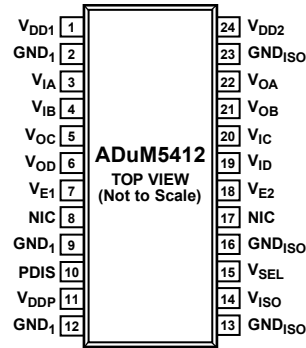 VDD1 1 24 VDD2
GND1 2 23 GNDISO
VIA 3 22 VOA
VIB 4 21 VOB
VOC 5 20 VIC
VOD 6 19 VID
VE1 7 18 VE2
NIC 8 17 NIC
GND1 9 16 GNDISO
PDIS 10 15 VSEL
VDDP 11 14 VISO
GND1 12 13 GNDISO
ADuM5412
TOP VIEW
(Not to Scale)